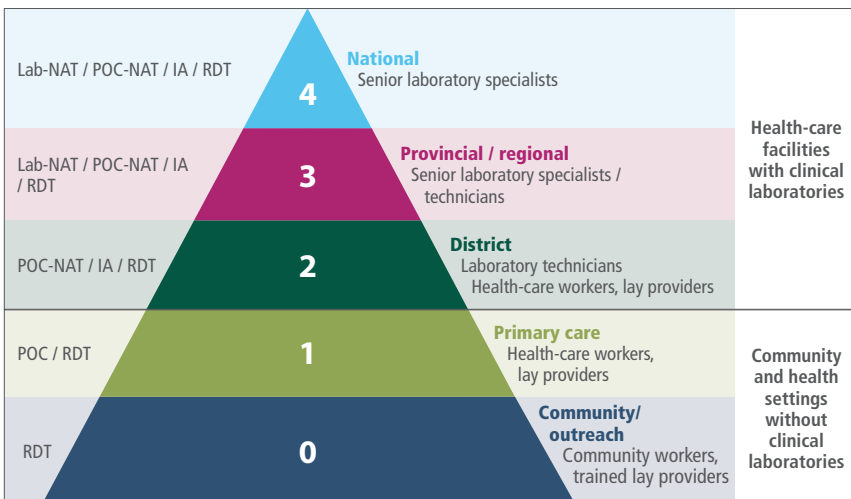 Lab-NAT / POC-NAT / IA / RDT
4
National
Senior laboratory specialists
Lab-NAT / POC-NAT / IA
/ RDT
3
Provincial / regional
Senior laboratory specialists /
technicians
POC-NAT / IA / RDT
2
District
Laboratory technicians
Health-care workers, lay providers
Health-care
facilities
with clinical
laboratories
POC / RDT
1
Primary care
Health-care workers,
lay providers
RDT
0
Community/
outreach
Community workers,
trained lay providers
Community
and health
settings
without
clinical
laboratories